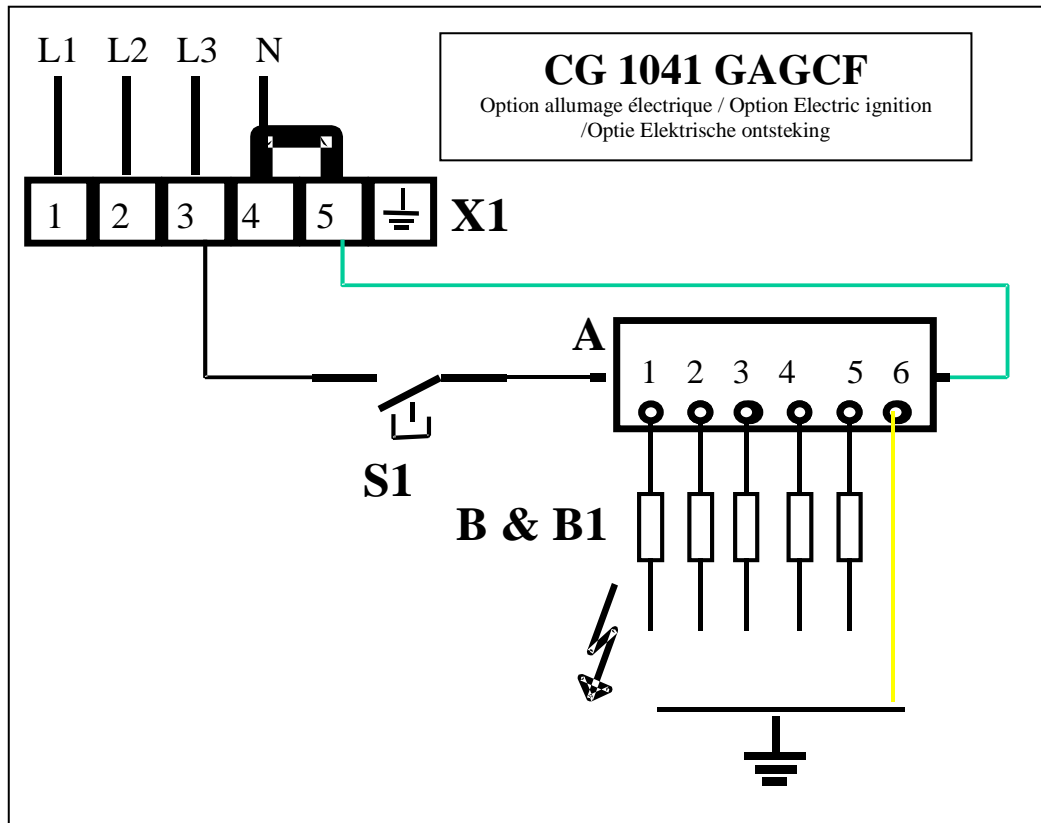 L1 L2 L3 N
CG 1041 GAGCF
Option allumage électrique / Option Electric ignition
/Optie Elektrische ontsteking
1 2 3 4 5 X1
A
1 2 3 4 5 6
S1
B & B1